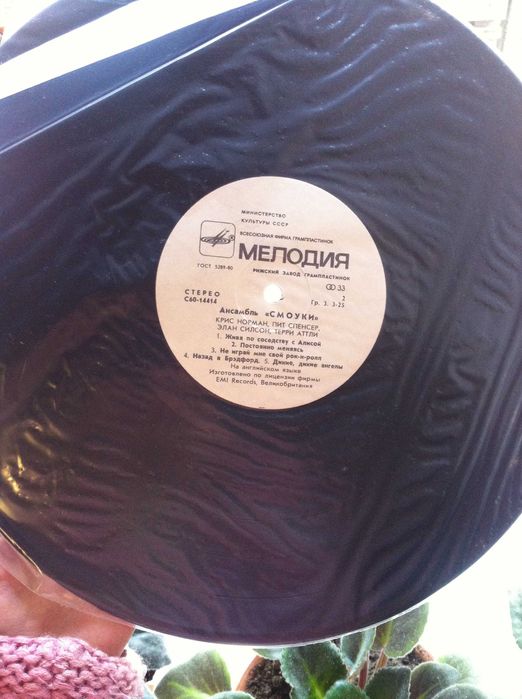 МИНИСТЕРСТВО
КУЛЬТУРЫ СССР
ВСЕСОЮЗНАЯ ФИРМА ГРАМПЛАСТИНОК
МЕЛОДИЯ
ГОСТ 5289-80
РИЖСКИЙ ЗАВОД ГРАМПЛАСТИНОК
СТЕРЕО
33
С60-14414
2
Гр. 3. 3-25
Ансамбль «СМОУКИ»
КРИС НОРМАН, ПИТ СПЕНСЕР,
ЭЛАН СИЛСОН, ТЕРРИ АТТЛИ
1. Живя по соседству с Алисой
2. Постоянно меняясь
3. Не играй мне свой рок-н-ролл
4. Назад в Брэдфорд. 5. Дикие, дикие ангелы
На английском языке
Изготовлено по лицензии фирмы
EMI Records, Великобритания